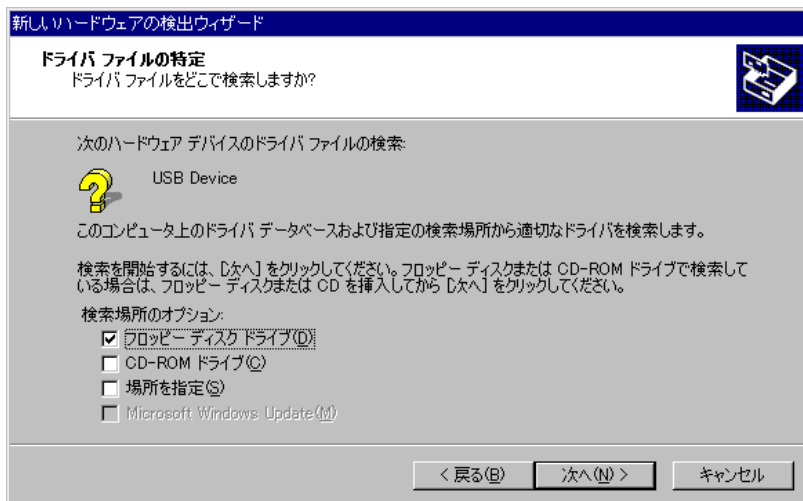 新しいハードウェアの検出ウィザード
ドライバ ファイルの特定
ドライバ ファイルをどこで検索しますか?
次のハードウェア デバイスのドライバ ファイルの検索:
USB Device
このコンピュータ上のドライバ データベースおよび指定の検索場所から適切なドライバを検索します。
検索を開始するには、[次へ] をクリックしてください。フロッピー ディスクまたは CD-ROM ドライブで検索して
いる場合は、フロッピー ディスクまたは CD を挿入してから [次へ] をクリックしてください。
検索場所のオプション:
フロッピー ディスク ドライブ(D)
CD-ROM ドライブ(C)
場所を指定(S)
Microsoft Windows Update(M)
< 戻る(B) 次へ(N) > キャンセル